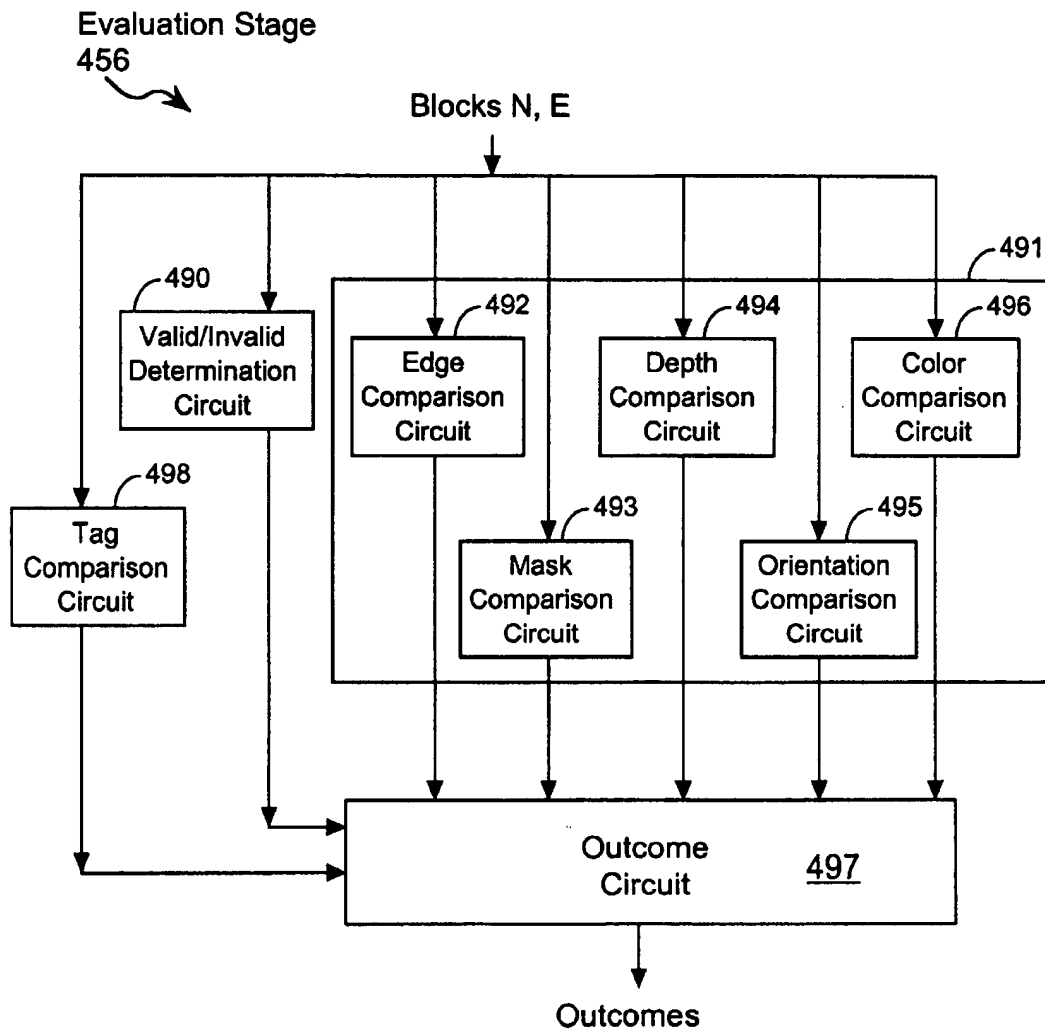 Evaluation Stage
456
Blocks N, E
491
490
Valid/Invalid
Determination
Circuit
492
Edge
Comparison
Circuit
494
Depth
Comparison
Circuit
496
Color
Comparison
Circuit
498
Tag
Comparison
Circuit
493
Mask
Comparison
Circuit
495
Orientation
Comparison
Circuit
Outcome
Circuit
497
Outcomes